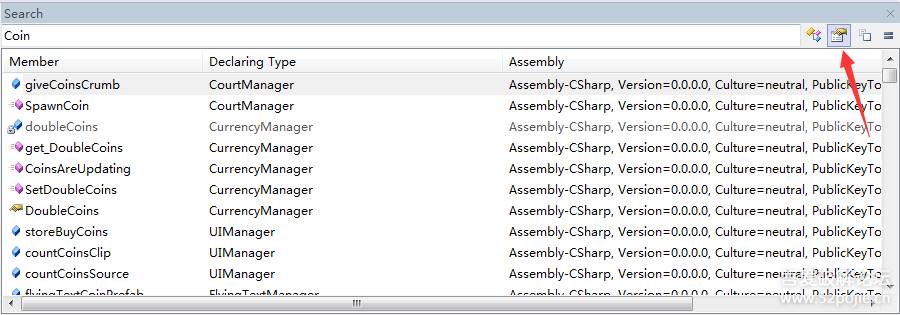 Search
Coin
Member Declaring Type Assembly
giveCoinsCrumb CourtManager Assembly-CSharp, Version=0.0.0.0, Culture=neutral, PublicKeyTo
SpawnCoin CourtManager Assembly-CSharp, Version=0.0.0.0, Culture=neutral, PublicKeyTo
doubleCoins CurrencyManager Assembly-CSharp, Version=0.0.0.0, Culture=neutral, PublicKeyTo
get_DoubleCoins CurrencyManager Assembly-CSharp, Version=0.0.0.0, Culture=neutral, PublicKeyTo
CoinsAreUpdating CurrencyManager Assembly-CSharp, Version=0.0.0.0, Culture=neutral, PublicKeyTo
SetDoubleCoins CurrencyManager Assembly-CSharp, Version=0.0.0.0, Culture=neutral, PublicKeyTo
DoubleCoins CurrencyManager Assembly-CSharp, Version=0.0.0.0, Culture=neutral, PublicKeyTo
storeBuyCoins UIManager Assembly-CSharp, Version=0.0.0.0, Culture=neutral, PublicKeyTo
countCoinsClip UIManager Assembly-CSharp, Version=0.0.0.0, Culture=neutral, PublicKeyTo
countCoinsSource UIManager Assembly-CSharp, Version=0.0.0.0, Culture=neutral, PublicKeyTo
flyingTextCoinPrefab FlyingTextManager Assembly-CSharp, Version=0.0.0.0, Culture=neutral, PublicKeyTo
吾爱破解论坛
www.52pojie.cn